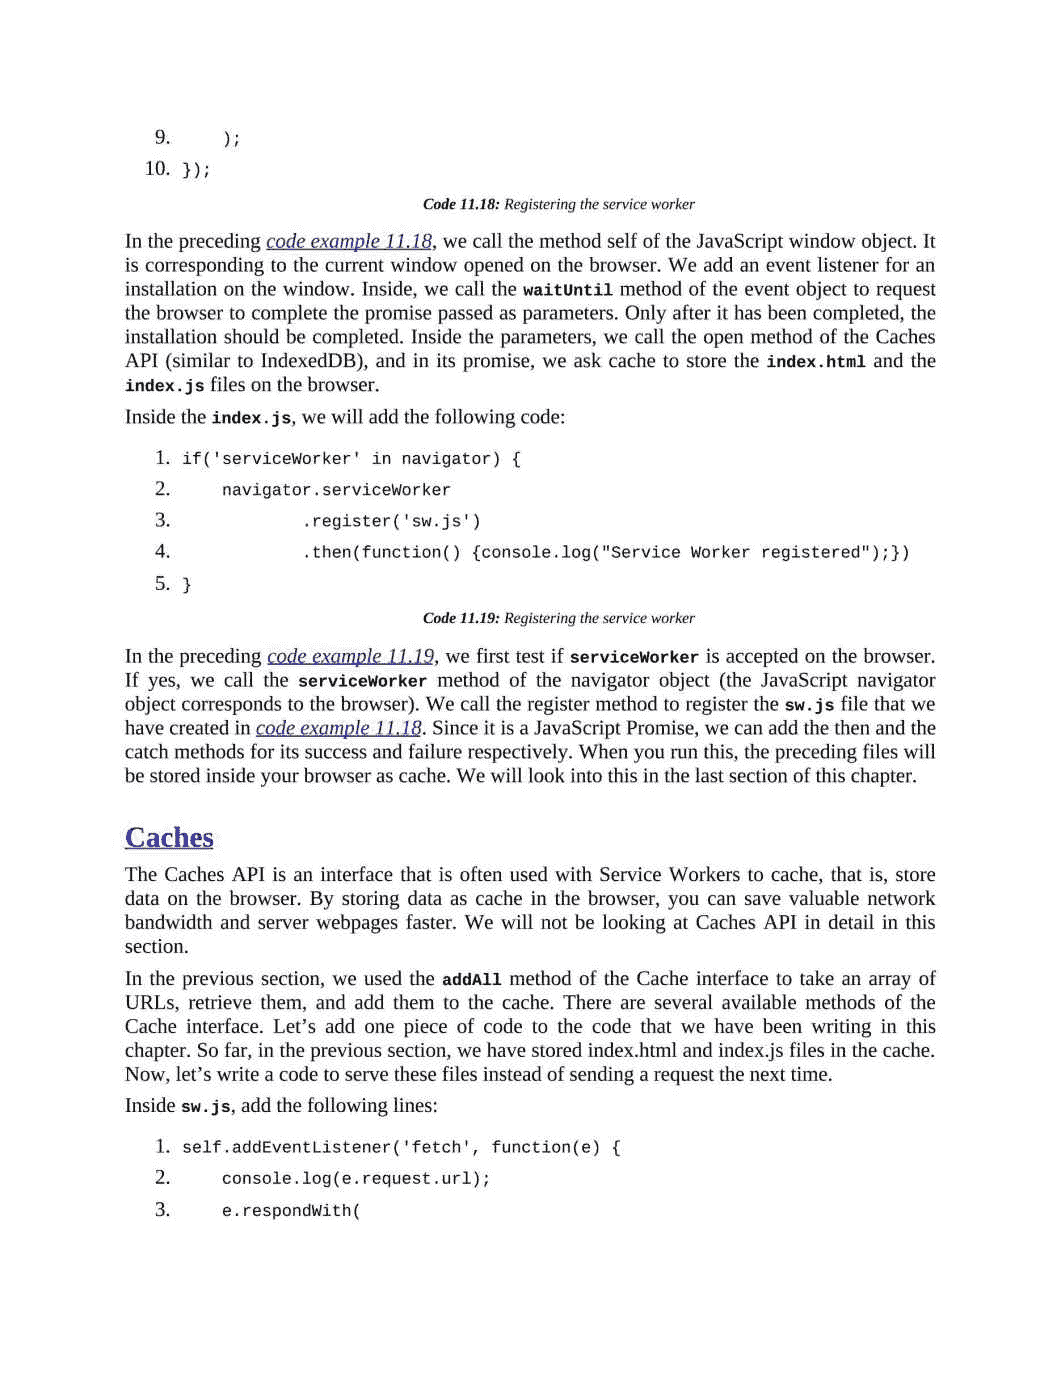 9.     );
10. });
Code 11.18: Registering the service worker
In the preceding code example 11.18, we call the method self of the JavaScript window object. It
is corresponding to the current window opened on the browser. We add an event listener for an
installation on the window. Inside, we call the waitUntil method of the event object to request
the browser to complete the promise passed as parameters. Only after it has been completed, the
installation should be completed. Inside the parameters, we call the open method of the Caches
API (similar to IndexedDB), and in its promise, we ask cache to store the index.html and the
index.js files on the browser.
Inside the index.js, we will add the following code:
1. if('serviceWorker' in navigator) {
2.     navigator.serviceWorker
3.             .register('sw.js')
4.             .then(function() {console.log("Service Worker registered");})
5. }
Code 11.19: Registering the service worker
In the preceding code example 11.19, we first test if serviceWorker is accepted on the browser.
If yes, we call the serviceWorker method of the navigator object (the JavaScript navigator
object corresponds to the browser). We call the register method to register the sw.js file that we
have created in code example 11.18. Since it is a JavaScript Promise, we can add the then and the
catch methods for its success and failure respectively. When you run this, the preceding files will
be stored inside your browser as cache. We will look into this in the last section of this chapter.
Caches
The Caches API is an interface that is often used with Service Workers to cache, that is, store
data on the browser. By storing data as cache in the browser, you can save valuable network
bandwidth and server webpages faster. We will not be looking at Caches API in detail in this
section.
In the previous section, we used the addAll method of the Cache interface to take an array of
URLs, retrieve them, and add them to the cache. There are several available methods of the
Cache interface. Let’s add one piece of code to the code that we have been writing in this
chapter. So far, in the previous section, we have stored index.html and index.js files in the cache.
Now, let’s write a code to serve these files instead of sending a request the next time.
Inside sw.js, add the following lines:
1. self.addEventListener('fetch', function(e) {
2.     console.log(e.request.url);
3.     e.respondWith(